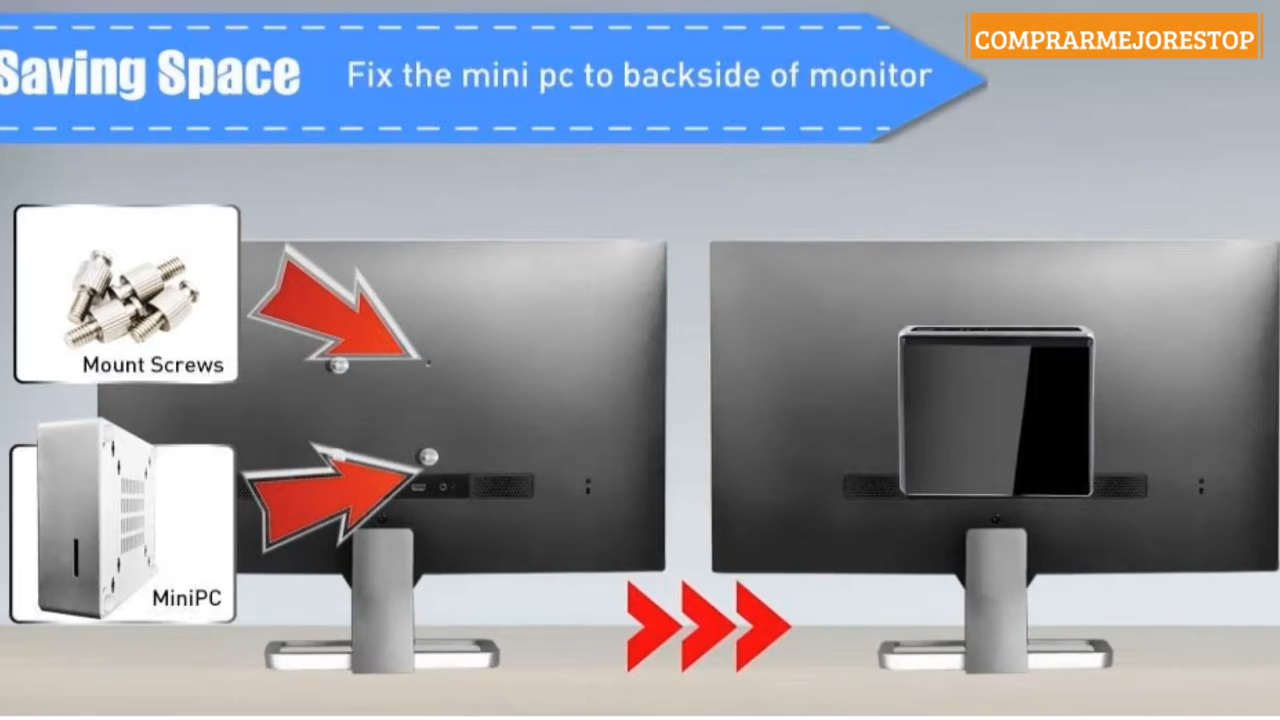 COMPRARMEJORESTOP
Saving Space
Fix the mini pc to backside of monitor
Mount Screws
MiniPC